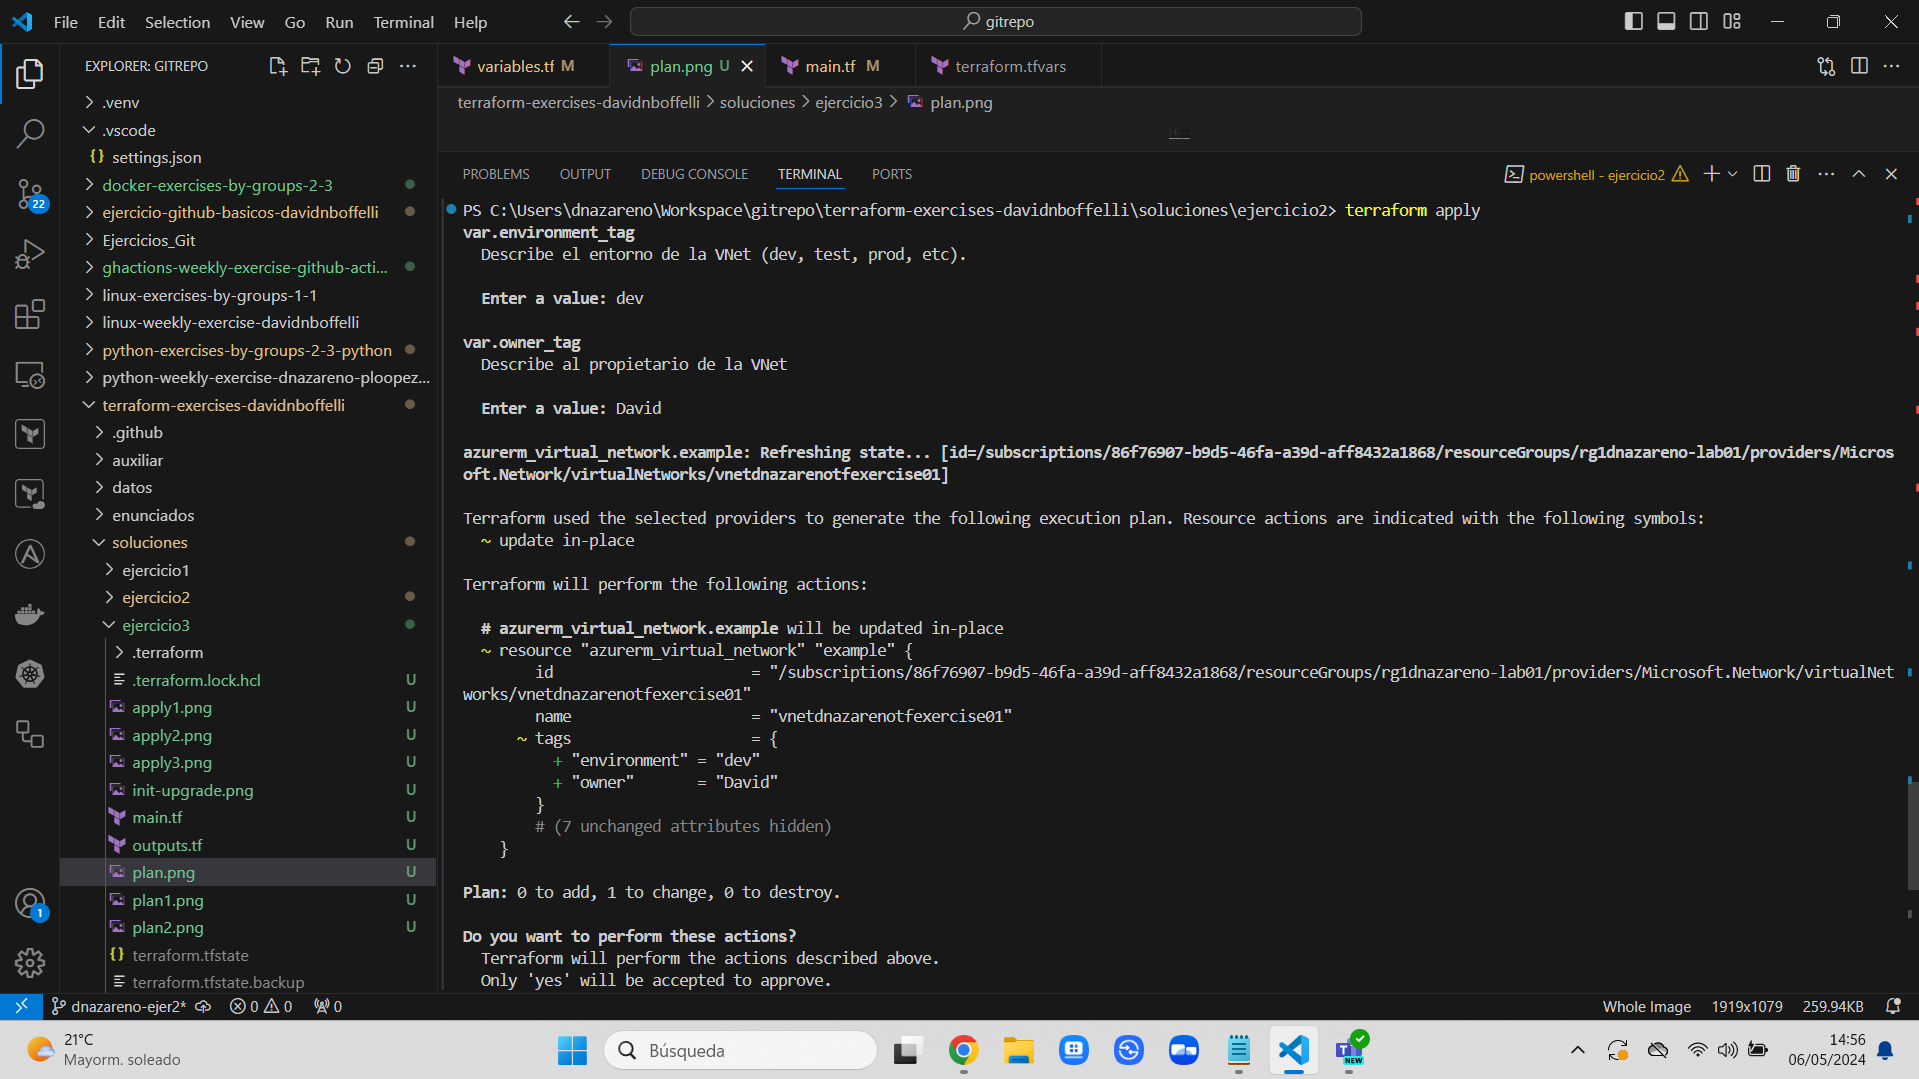 File Edit Selection View Go Run Terminal Help
gitrepo
EXPLORER: GITREPO
.venv
.vscode
{} settings.json
docker-exercises-by-groups-2-3
ejercicio-github-basicos-davidnboffelli
Ejercicios_Git
ghactions-weekly-exercise-github-acti...
linux-exercises-by-groups-1-1
linux-weekly-exercise-davidnboffelli
python-exercises-by-groups-2-3-python
python-weekly-exercise-dnazareno-ploopez...
terraform-exercises-davidnboffelli
.github
auxiliar
datos
enunciados
soluciones
ejercicio1
ejercicio2
ejercicio3
.terraform
.terraform.lock.hcl U
apply1.png U
apply2.png U
apply3.png U
init-upgrade.png U
main.tf U
outputs.tf U
plan.png U
plan1.png U
plan2.png U
{} terraform.tfstate
terraform.tfstate.backup
22
1
variables.tf M
plan.png U
main.tf M
terraform.tfvars
terraform-exercises-davidnboffelli > soluciones > ejercicio3 > plan.png
PROBLEMS OUTPUT DEBUG CONSOLE TERMINAL PORTS
powershell - ejercicio2
PS C:\Users\dnazareno\Workspace\gitrepo\terraform-exercises-davidnboffelli\soluciones\ejercicio2> terraform apply
var.environment_tag
Describe el entorno de la VNet (dev, test, prod, etc).
Enter a value: dev
var.owner_tag
Describe al propietario de la VNet
Enter a value: David
azurerm_virtual_network.example: Refreshing state... [id=/subscriptions/86f76907-b9d5-46fa-a39d-aff8432a1868/resourceGroups/rg1dnazareno-lab01/providers/Micros
oft.Network/virtualNetworks/vnetdnazarenotfexercise01]
Terraform used the selected providers to generate the following execution plan. Resource actions are indicated with the following symbols:
~ update in-place
Terraform will perform the following actions:
# azurerm_virtual_network.example will be updated in-place
~ resource "azurerm_virtual_network" "example" {
id = "/subscriptions/86f76907-b9d5-46fa-a39d-aff8432a1868/resourceGroups/rg1dnazareno-lab01/providers/Microsoft.Network/virtualNet
works/vnetdnazarenotfexercise01"
name = "vnetdnazarenotfexercise01"
~ tags = {
+ "environment" = "dev"
+ "owner" = "David"
}
# (7 unchanged attributes hidden)
}
Plan: 0 to add, 1 to change, 0 to destroy.
Do you want to perform these actions?
Terraform will perform the actions described above.
Only 'yes' will be accepted to approve.
dnazareno-ejer2* 0 0 0
Whole Image 1919x1079 259.94KB
21°C
Mayorm. soleado
Búsqueda
NEW
14:56
06/05/2024